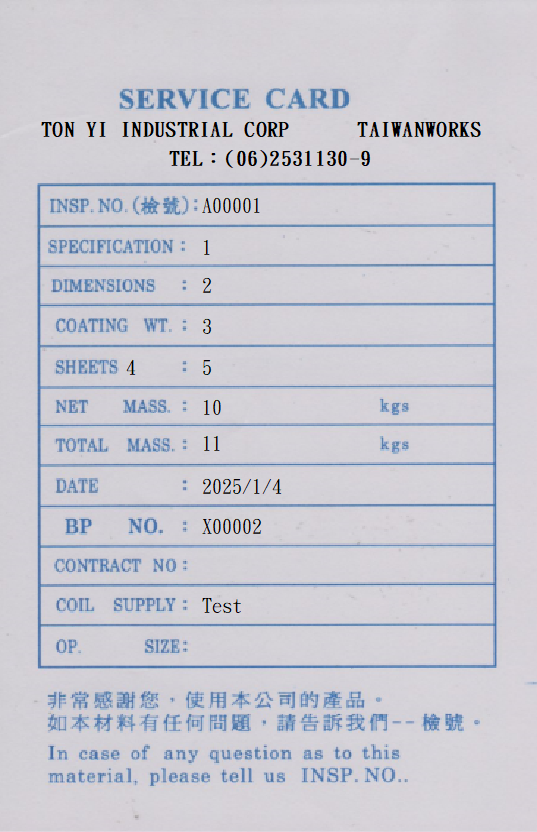 SERVICE CARD
TON YI INDUSTRIAL CORP TAIWANWORKS
TEL：(06)2531130-9
INSP. NO. (檢號)：A00001
SPECIFICATION： 1
DIMENSIONS ： 2
COATING WT.： 3
SHEETS 4 ： 5
NET MASS.： 10 kgs
TOTAL MASS.： 11 kgs
DATE ： 2025/1/4
BP NO. ： X00002
CONTRACT NO：
COIL SUPPLY： Test
OP. SIZE：
非常感謝您，使用本公司的產品。
如本材料有任何問題，請告訴我們--檢號。
In case of any question as to this
material, please tell us INSP. NO..